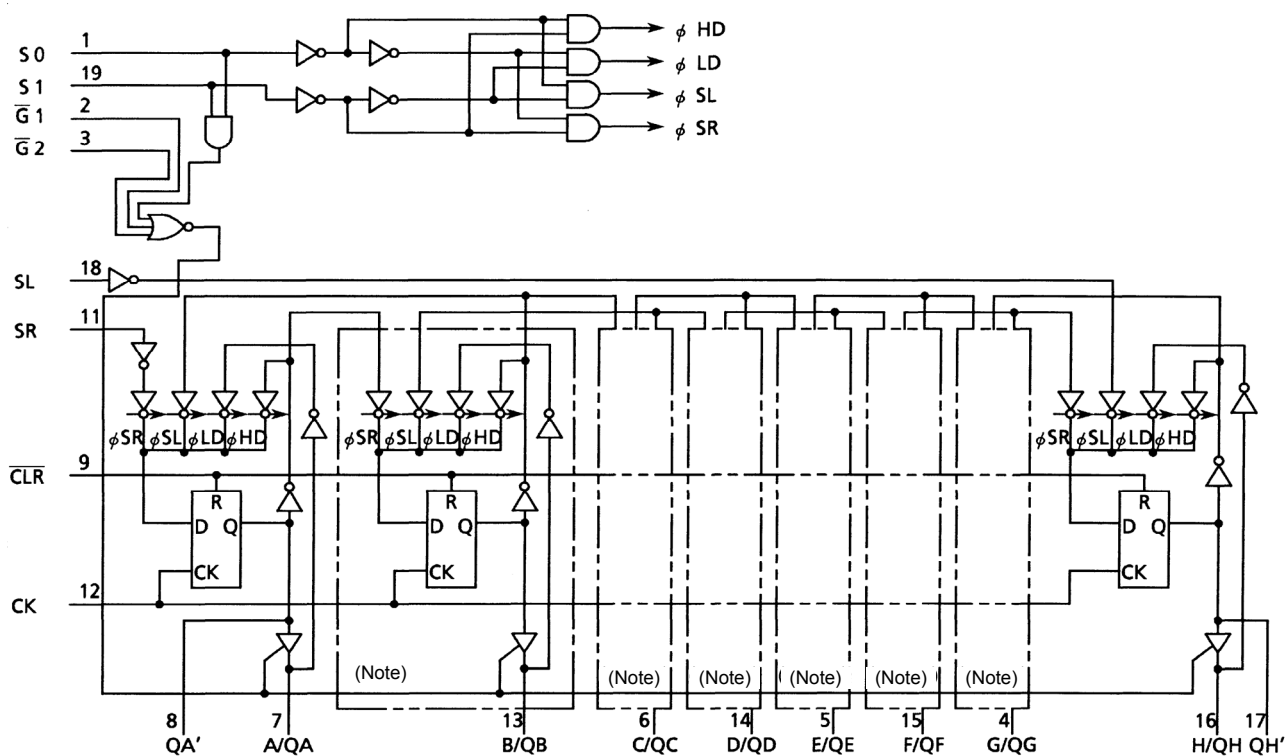 S0 1
S1 19
G̅1 2
G̅2 3
ϕ HD
ϕ LD
ϕ SL
ϕ SR
SL 18
SR 11
ϕSR ϕSL ϕLD ϕHD
ϕSR ϕSL ϕLD ϕHD
ϕSR ϕSL ϕLD ϕHD
C̅L̅R̅ 9
R
D Q
CK
R
D Q
CK
R
D Q
CK
CK 12
(Note)
(Note)
(Note)
(Note)
(Note)
(Note)
8 7 13 6 14 5 15 4 16 17
QA' A/QA B/QB C/QC D/QD E/QE F/QF G/QG H/QH QH'